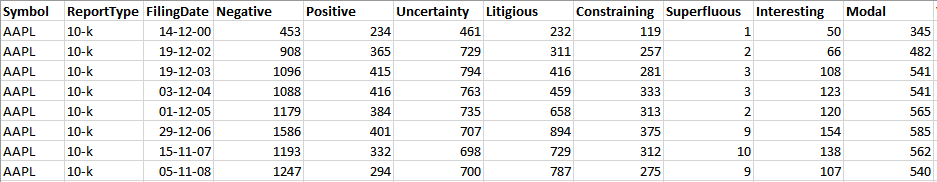 Symbol ReportType FilingDate Negative Positive Uncertainty Litigious Constraining Superfluous Interesting Modal
AAPL 10-k 14-12-00 453 234 461 232 119 1 50 345
AAPL 10-k 19-12-02 908 365 729 311 257 2 66 482
AAPL 10-k 19-12-03 1096 415 794 416 281 3 108 541
AAPL 10-k 03-12-04 1088 416 763 459 333 3 123 541
AAPL 10-k 01-12-05 1179 384 735 658 313 2 120 565
AAPL 10-k 29-12-06 1586 401 707 894 375 9 154 585
AAPL 10-k 15-11-07 1193 332 698 729 312 10 138 562
AAPL 10-k 05-11-08 1247 294 700 787 275 9 107 540